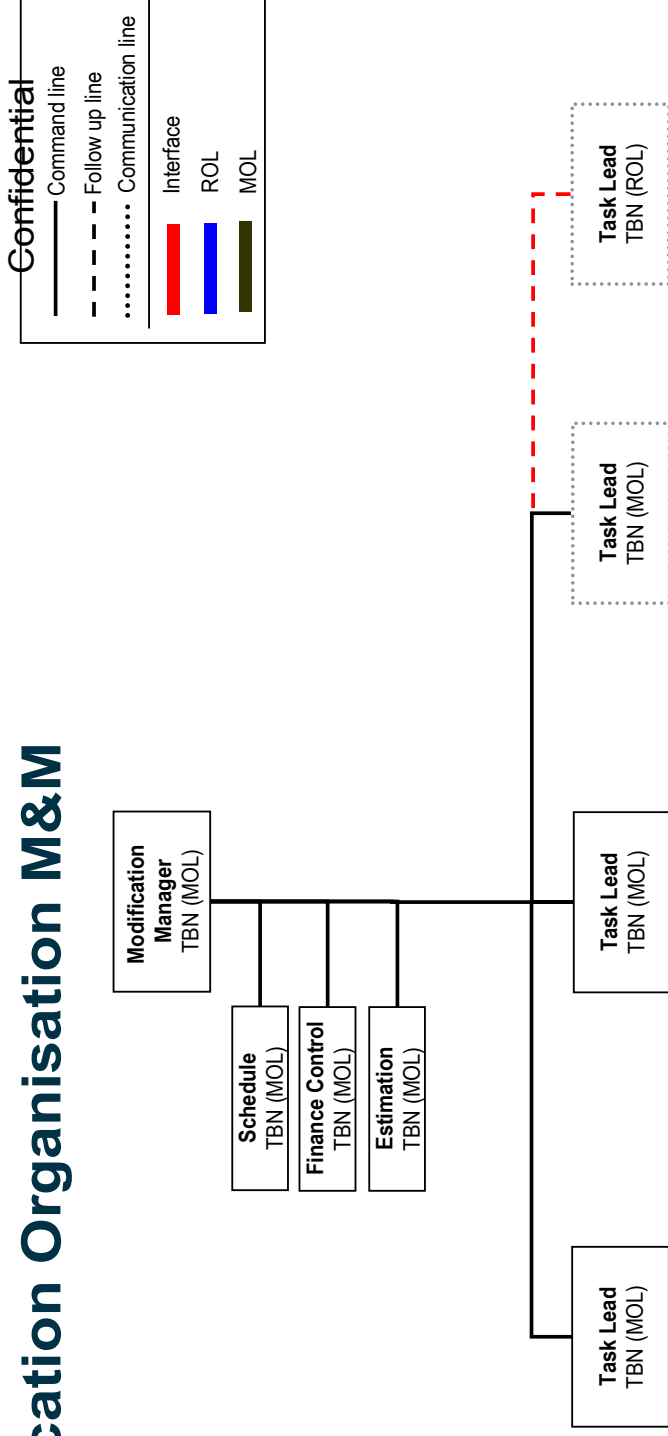 Organisation M&M
Confidential
Command line
Follow up line
Communication line
Interface
ROL
MOL
Modification
Manager
TBN (MOL)
Schedule
TBN (MOL)
Finance Control
TBN (MOL)
Estimation
TBN (MOL)
Task Lead
TBN (MOL)
Task Lead
TBN (MOL)
Task Lead
TBN (MOL)
Task Lead
TBN (ROL)